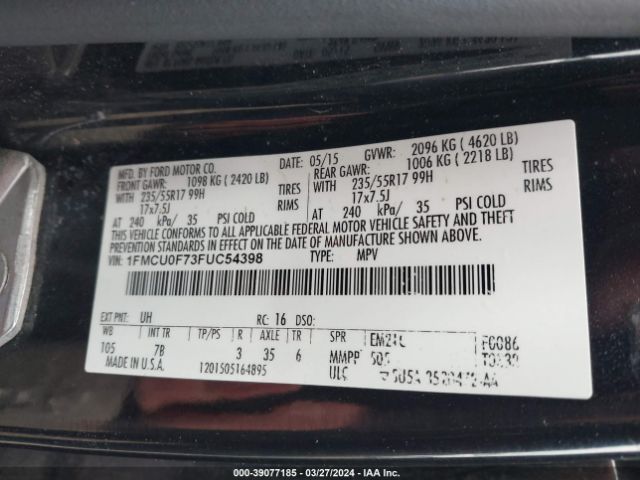 MFD. BY FORD MOTOR CO.
DATE: 05/15 GVWR: 2096 KG ( 4620 LB)
FRONT GAWR: 1098 KG ( 2420 LB) REAR GAWR: 1006 KG ( 2218 LB)
WITH 235/55R17 99H TIRES WITH 235/55R17 99H TIRES
17x7.5J RIMS 17x7.5J RIMS
AT 240 kPa/ 35 PSI COLD AT 240 kPa/ 35 PSI COLD
THIS VEHICLE CONFORMS TO ALL APPLICABLE FEDERAL MOTOR VEHICLE SAFETY AND THEFT
PREVENTION STANDARDS IN EFFECT ON THE DATE OF MANUFACTURE SHOWN ABOVE.
VIN: 1FMCU0F73FUC54398 TYPE: MPV
EXT PNT: UH RC: 16 DSO:
WB INT TR TP/PS R AXLE TR SPR F0086
105 7B 3 35 6 MMPP
MADE IN U.S.A. 1201505164895 ULC
000-39077185 | 03/27/2024 | IAA Inc.